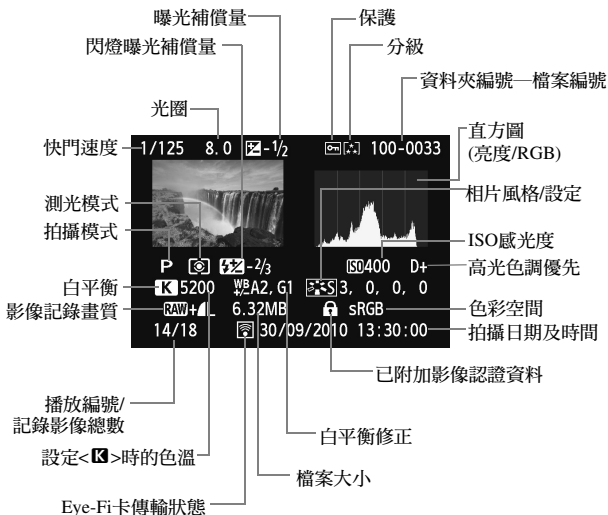 曝光補償量
保護
閃燈曝光補償量
分級
資料夾編號—檔案編號
光圈
直方圖
(亮度/RGB)
快門速度
1/125 8.0 -1/2 100-0033
相片風格/設定
測光模式
拍攝模式
ISO感光度
P -2/3 ISO400 D+
高光色調優先
白平衡
K 5200 WB A2, G1 S 3, 0, 0, 0
影像記錄畫質
RAW+L 6.32MB sRGB
色彩空間
14/18 30/09/2010 13:30:00
拍攝日期及時間
已附加影像認證資料
播放編號/
記錄影像總數
白平衡修正
設定<K>時的色溫
檔案大小
Eye-Fi卡傳輸狀態